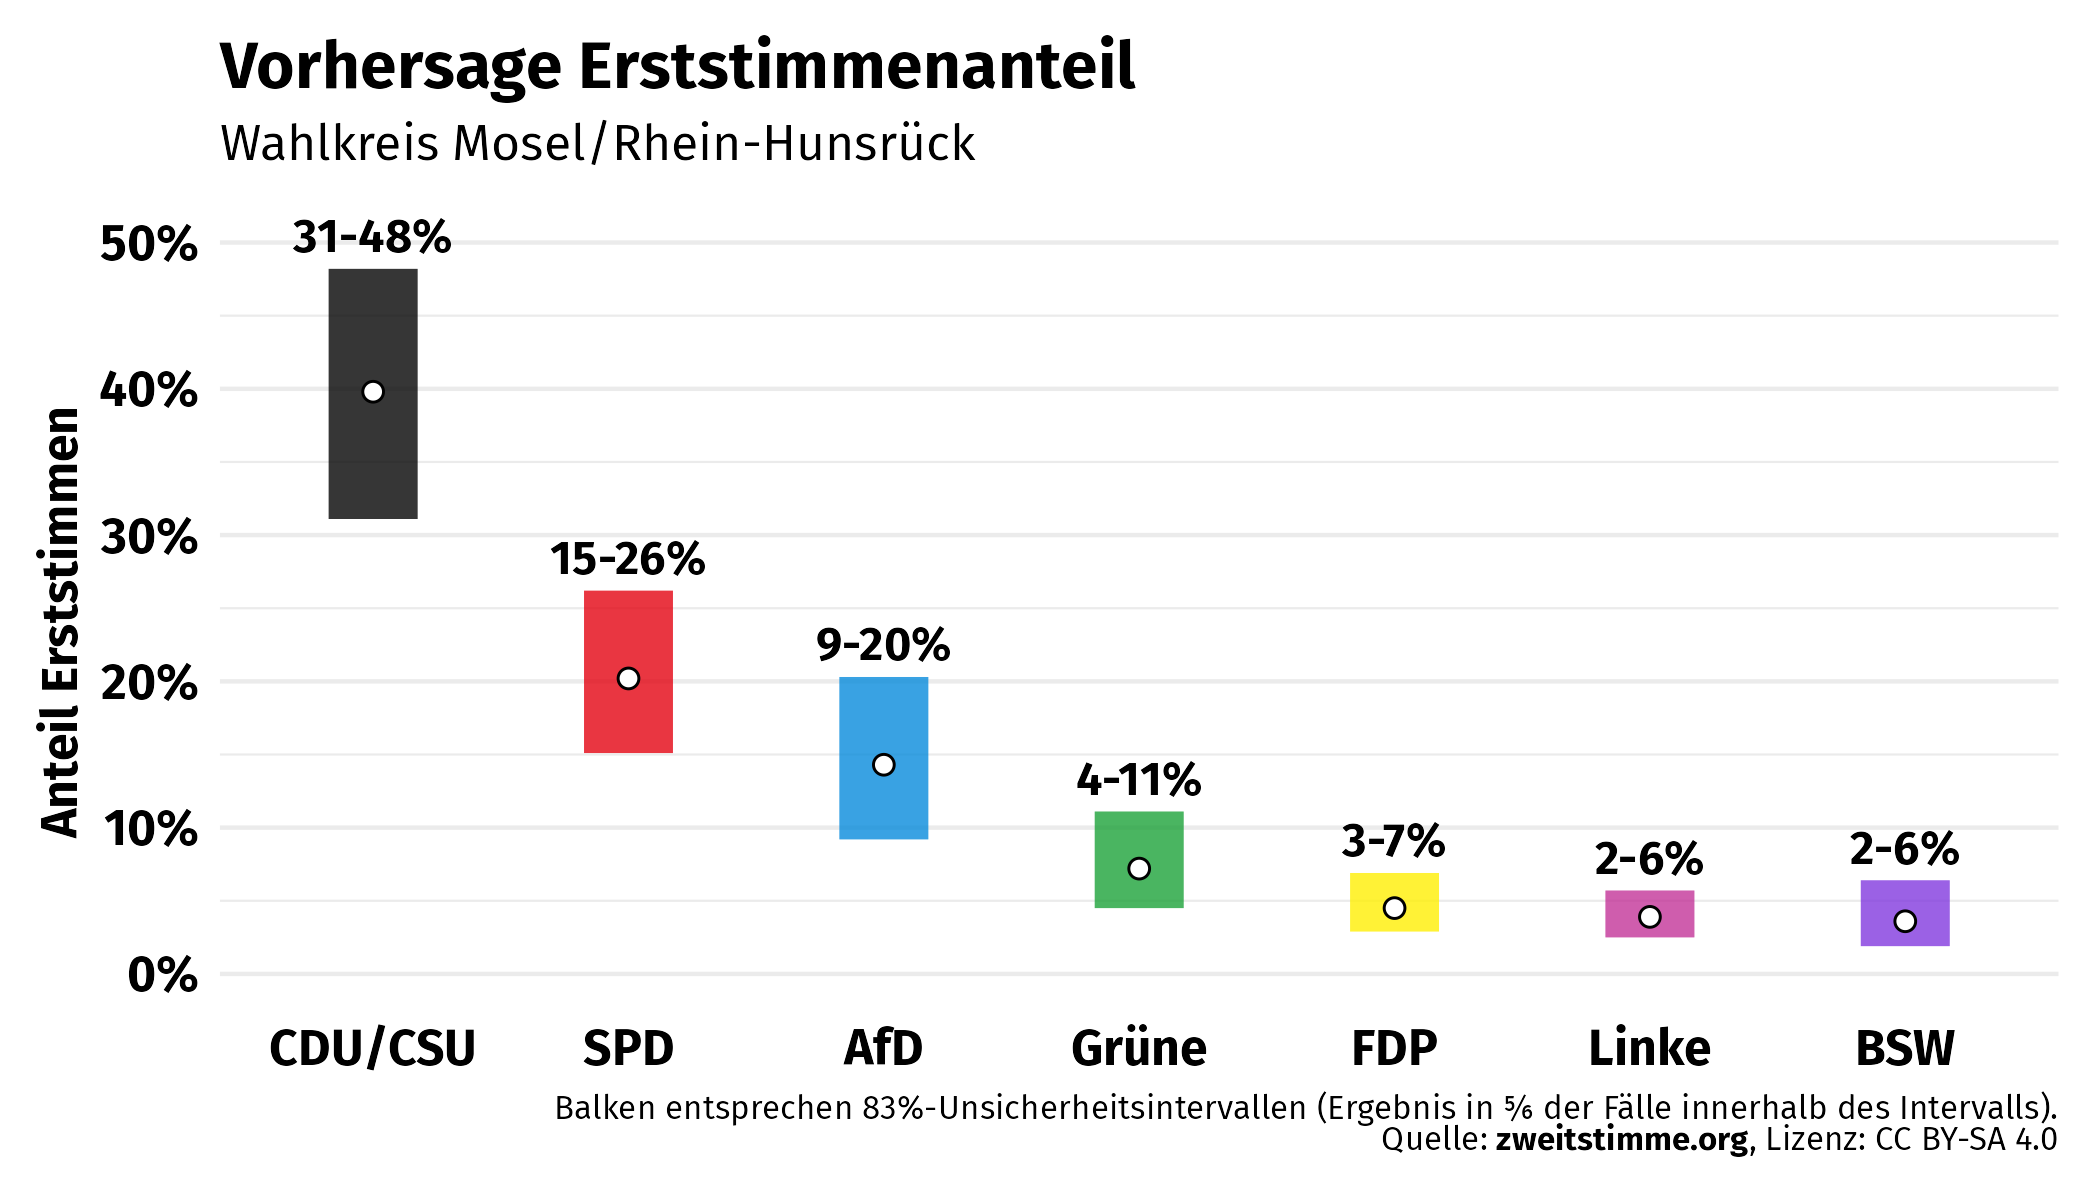 Vorhersage Erststimmenanteil
Wahlkreis Mosel/Rhein-Hunsrück
Anteil Erststimmen
50%
40%
30%
20%
10%
0%
31-48%
15-26%
9-20%
4-11%
3-7%
2-6%
2-6%
CDU/CSU SPD AfD Grüne FDP Linke BSW
Balken entsprechen 83%-Unsicherheitsintervallen (Ergebnis in ⅚ der Fälle innerhalb des Intervalls).
Quelle: zweitstimme.org, Lizenz: CC BY-SA 4.0